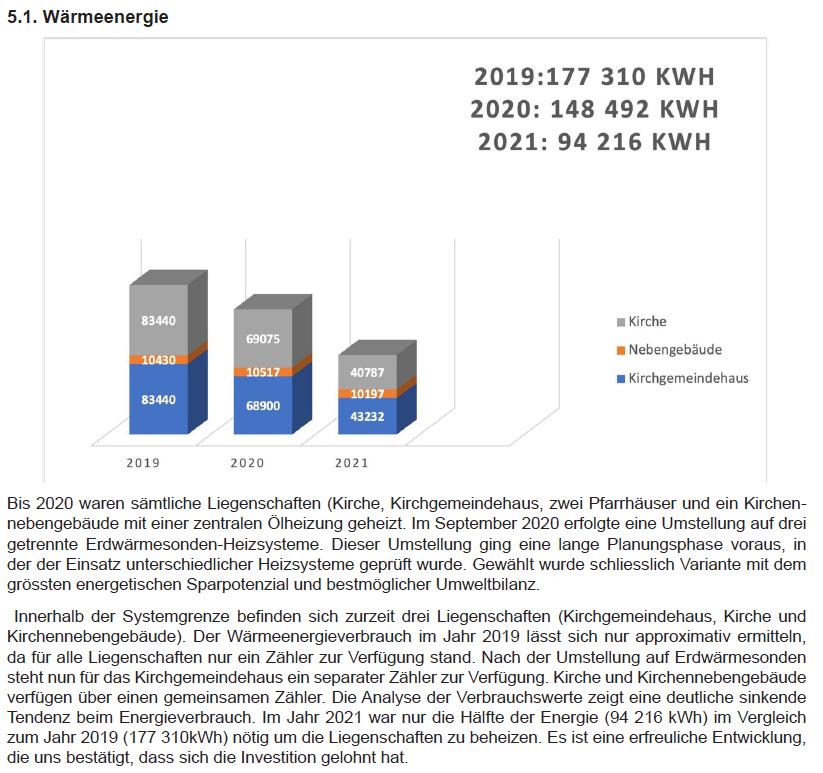 5.1. Wärmeenergie
2019:177 310 KWH
2020: 148 492 KWH
2021: 94 216 KWH
83440
10430
83440
69075
10517
68900
40787
10197
43232
Kirche
Nebengebäude
Kirchgemeindehaus
2019
2020
2021
Bis 2020 waren sämtliche Liegenschaften (Kirche, Kirchgemeindehaus, zwei Pfarrhäuser und ein Kirchen-
nebengebäude mit einer zentralen Ölheizung geheizt. Im September 2020 erfolgte eine Umstellung auf drei
getrennte Erdwärmesonden-Heizsysteme. Dieser Umstellung ging eine lange Planungsphase voraus, in
der der Einsatz unterschiedlicher Heizsysteme geprüft wurde. Gewählt wurde schliesslich Variante mit dem
grössten energetischen Sparpotenzial und bestmöglicher Umweltbilanz.
Innerhalb der Systemgrenze befinden sich zurzeit drei Liegenschaften (Kirchgemeindehaus, Kirche und
Kirchennebengebäude). Der Wärmeenergieverbrauch im Jahr 2019 lässt sich nur approximativ ermitteln,
da für alle Liegenschaften nur ein Zähler zur Verfügung stand. Nach der Umstellung auf Erdwärmesonden
steht nun für das Kirchgemeindehaus ein separater Zähler zur Verfügung. Kirche und Kirchennebengebäude
verfügen über einen gemeinsamen Zähler. Die Analyse der Verbrauchswerte zeigt eine deutliche sinkende
Tendenz beim Energieverbrauch. Im Jahr 2021 war nur die Hälfte der Energie (94 216 kWh) im Vergleich
zum Jahr 2019 (177 310kWh) nötig um die Liegenschaften zu beheizen. Es ist eine erfreuliche Entwicklung,
die uns bestätigt, dass sich die Investition gelohnt hat.